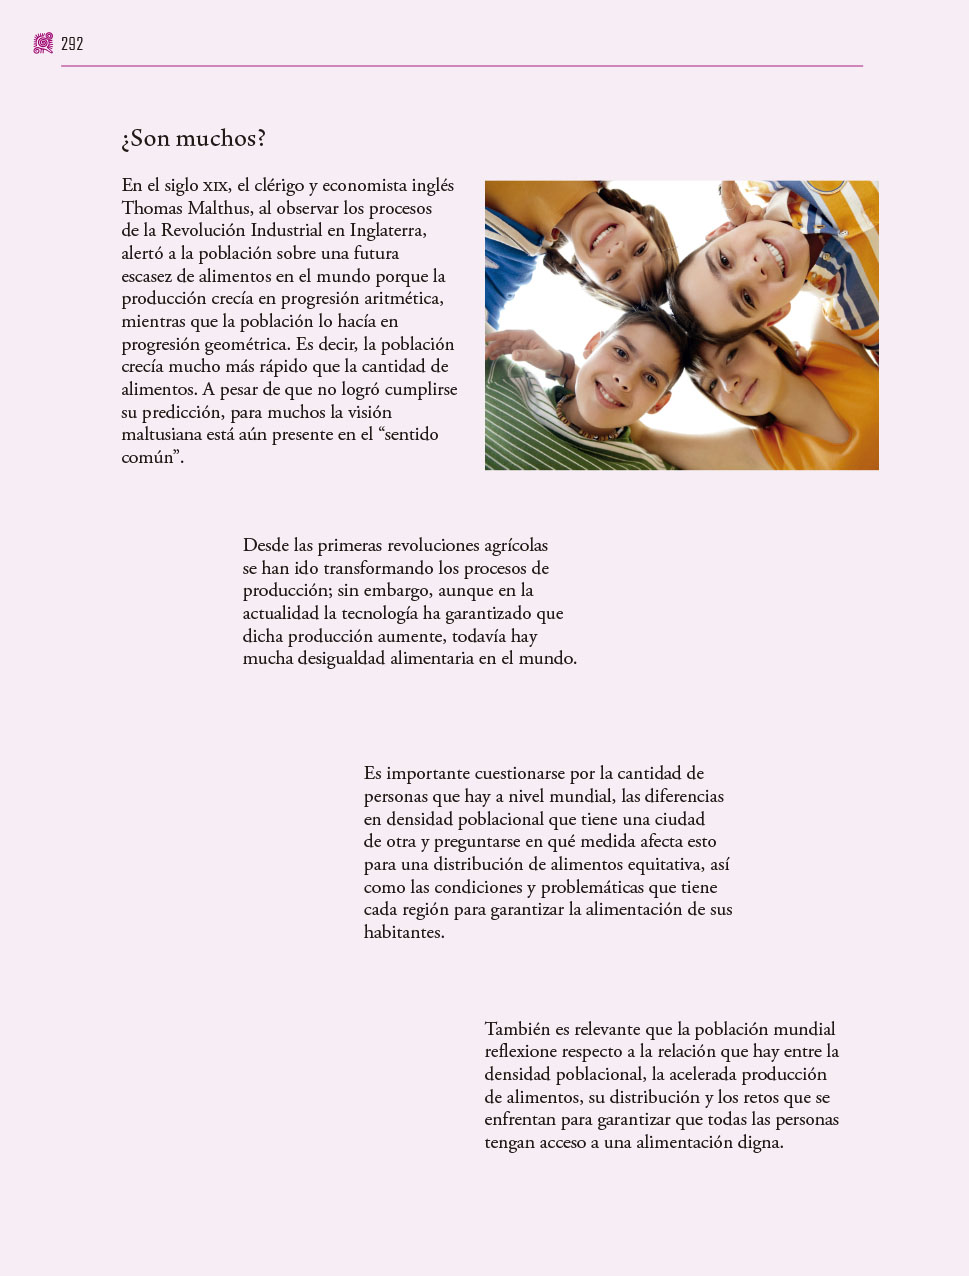 292
¿Son muchos?
En el siglo XIX, el clérigo y economista inglés
Thomas Malthus, al observar los procesos
de la Revolución Industrial en Inglaterra,
alertó a la población sobre una futura
escasez de alimentos en el mundo porque la
producción crecía en progresión aritmética,
mientras que la población lo hacía en
progresión geométrica. Es decir, la población
crecía mucho más rápido que la cantidad de
alimentos. A pesar de que no logró cumplirse
su predicción, para muchos la visión
maltusiana está aún presente en el “sentido
común”.
Desde las primeras revoluciones agrícolas
se han ido transformando los procesos de
producción; sin embargo, aunque en la
actualidad la tecnología ha garantizado que
dicha producción aumente, todavía hay
mucha desigualdad alimentaria en el mundo.
Es importante cuestionarse por la cantidad de
personas que hay a nivel mundial, las diferencias
en densidad poblacional que tiene una ciudad
de otra y preguntarse en qué medida afecta esto
para una distribución de alimentos equitativa, así
como las condiciones y problemáticas que tiene
cada región para garantizar la alimentación de sus
habitantes.
También es relevante que la población mundial
reflexione respecto a la relación que hay entre la
densidad poblacional, la acelerada producción
de alimentos, su distribución y los retos que se
enfrentan para garantizar que todas las personas
tengan acceso a una alimentación digna.